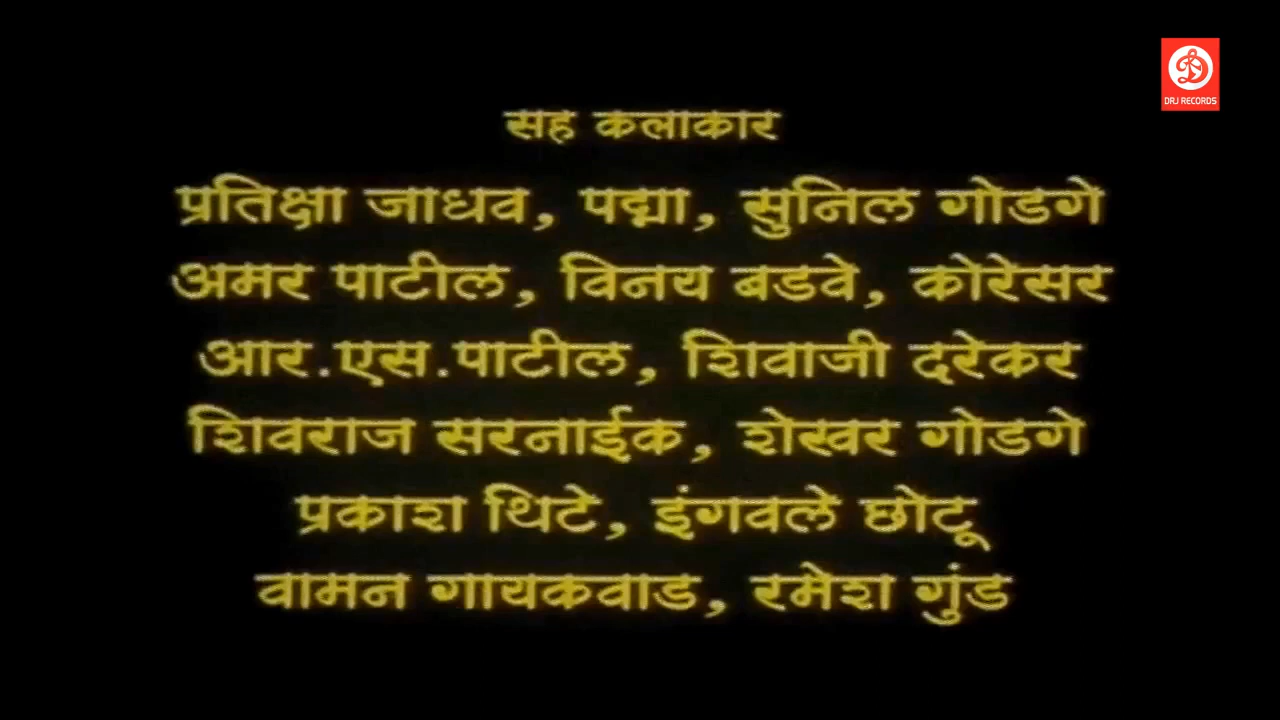 DRJ RECORDS
सह कलाकार
प्रतिक्षा जाधव, पद्मा, सुनिल गोडगे
अमर पाटील, विनय बडवे, कोरेसर
आर.एस.पाटील, शिवाजी दरेकर
शिवराज सरनाईक, शेखर गोडगे
प्रकाश थिटे, इंगवले छोटू
वामन गायकवाड, रमेश गुंड